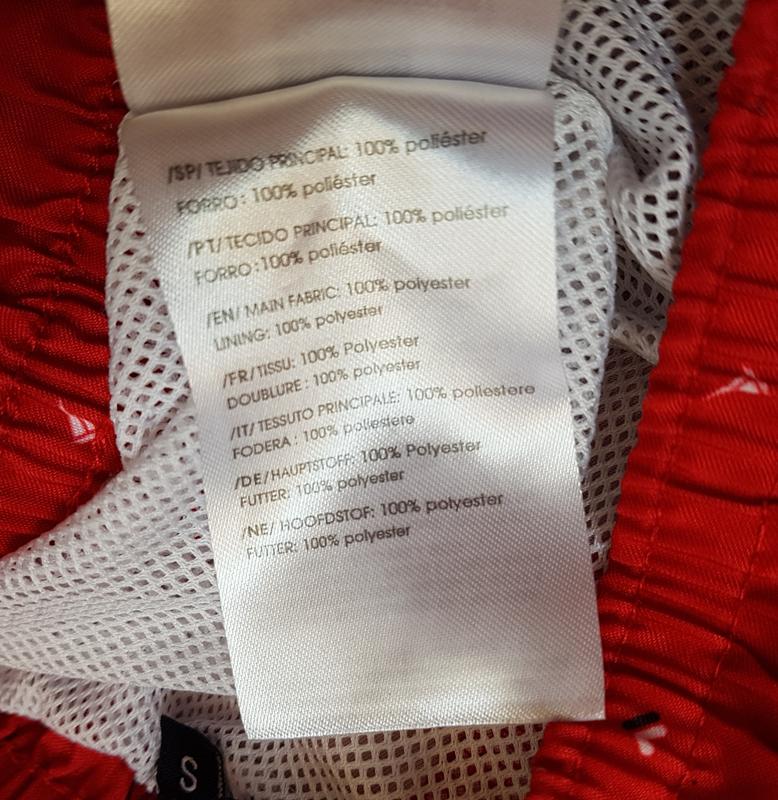 /SP/ TEJIDO PRINCIPAL: 100% poliéster
FORRO: 100% poliéster
/PT/ TECIDO PRINCIPAL: 100% poliéster
FORRO:100% poliéster
/EN/ MAIN FABRIC: 100% polyester
LINING: 100% polyester
/FR/ TISSU: 100% Polyester
DOUBLURE : 100% polyester
/IT/ TESSUTO PRINCIPALE: 100% poliestere
FODERA : 100% poliestere
/DE/ HAUPTSTOFF: 100% Polyester
FUTTER: 100% polyester
/NE/ HOOFDSTOF: 100% polyester
FUTTER: 100% polyester
S